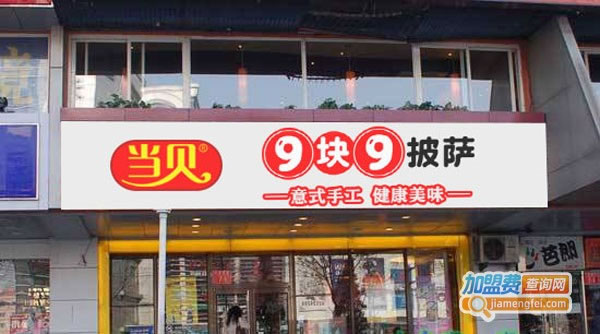 当贝®
9块9披萨
意式手工 健康美味
芭朗
加盟费查询网
jiamengfei.com